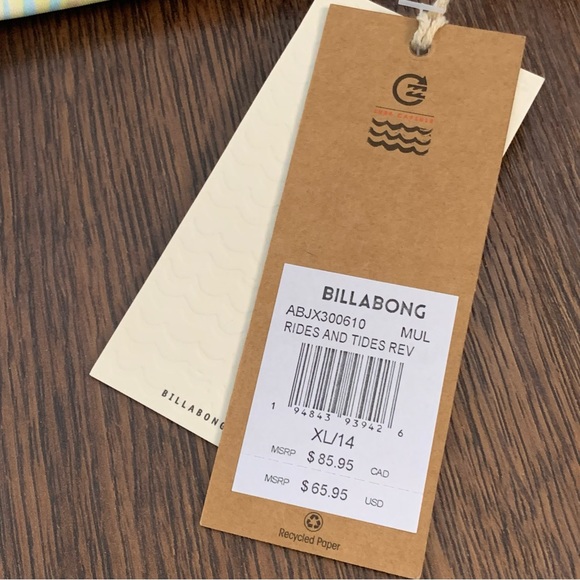 BILLABONG
ABJX300610 MUL
RIDES AND TIDES REV
1 94843 93942 6
XL/14
MSRP $ 85.95 CAD
MSRP $ 65.95 USD
Recycled Paper
BILLABONG